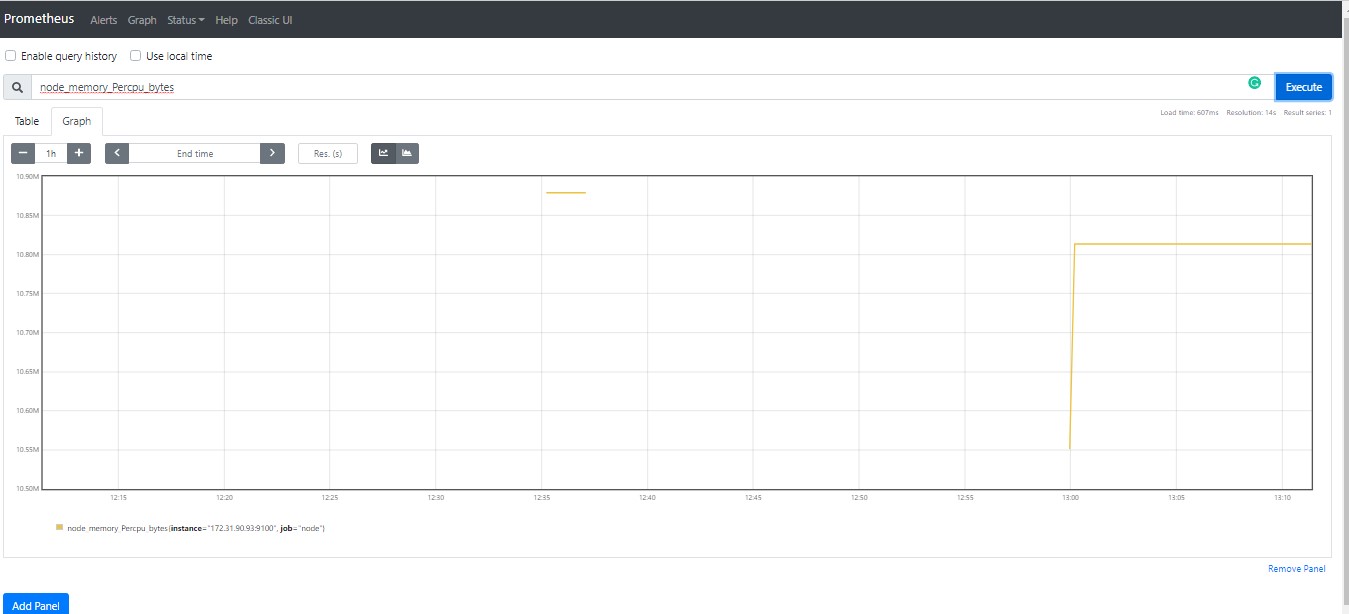 Prometheus Alerts Graph Status Help Classic UI
Enable query history Use local time
node_memory_Percpu_bytes Execute
Load time: 607ms Resolution: 14s Result series: 1
Table Graph
1h End time Res. (s)
10.90M
10.85M
10.80M
10.75M
10.70M
10.65M
10.60M
10.55M
10.50M
12:15 12:20 12:25 12:30 12:35 12:40 12:45 12:50 12:55 13:00 13:05 13:10
node_memory_Percpu_bytes{instance="172.31.90.93:9100", job="node"}
Remove Panel
Add Panel